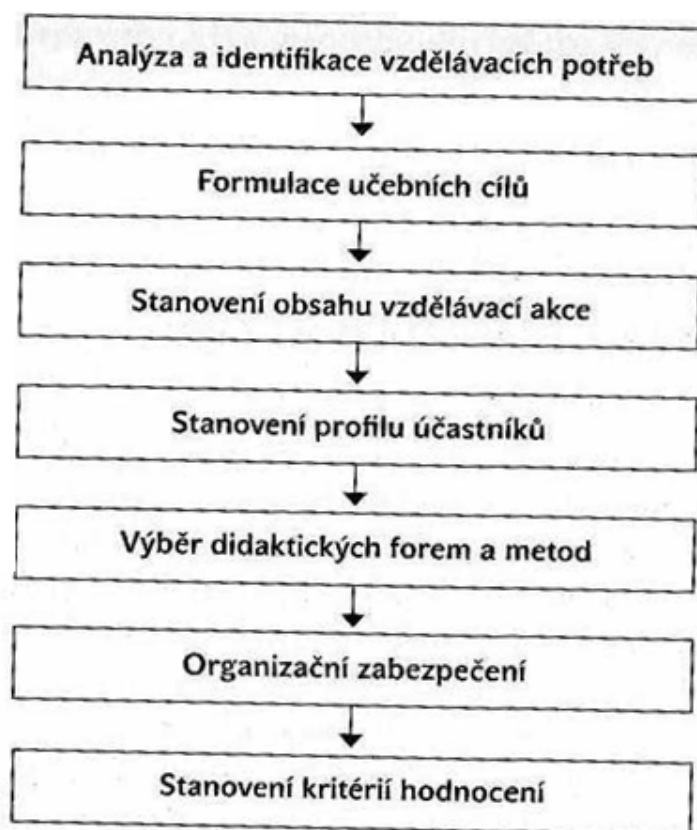 Analýza a identifikace vzdělávacích potřeb
Formulace učebních cílů
Stanovení obsahu vzdělávací akce
Stanovení profilu účastníků
Výběr didaktických forem a metod
Organizační zabezpečení
Stanovení kritérií hodnocení